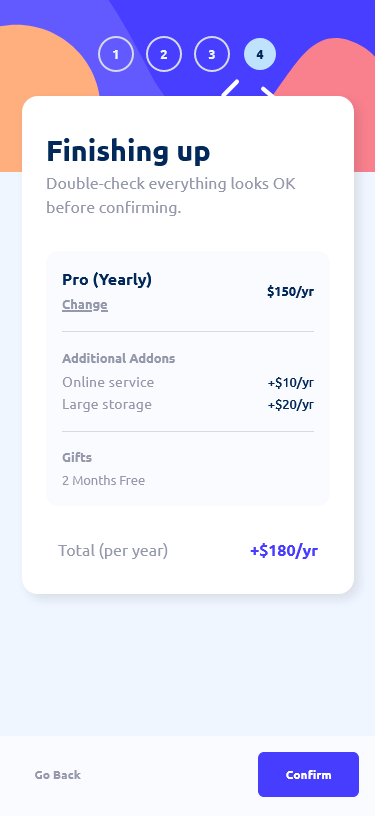 1 2 3 4
Finishing up
Double-check everything looks OK
before confirming.
Pro (Yearly)
Change
$150/yr
Additional Addons
Online service +$10/yr
Large storage +$20/yr
Gifts
2 Months Free
Total (per year) +$180/yr
Go Back Confirm